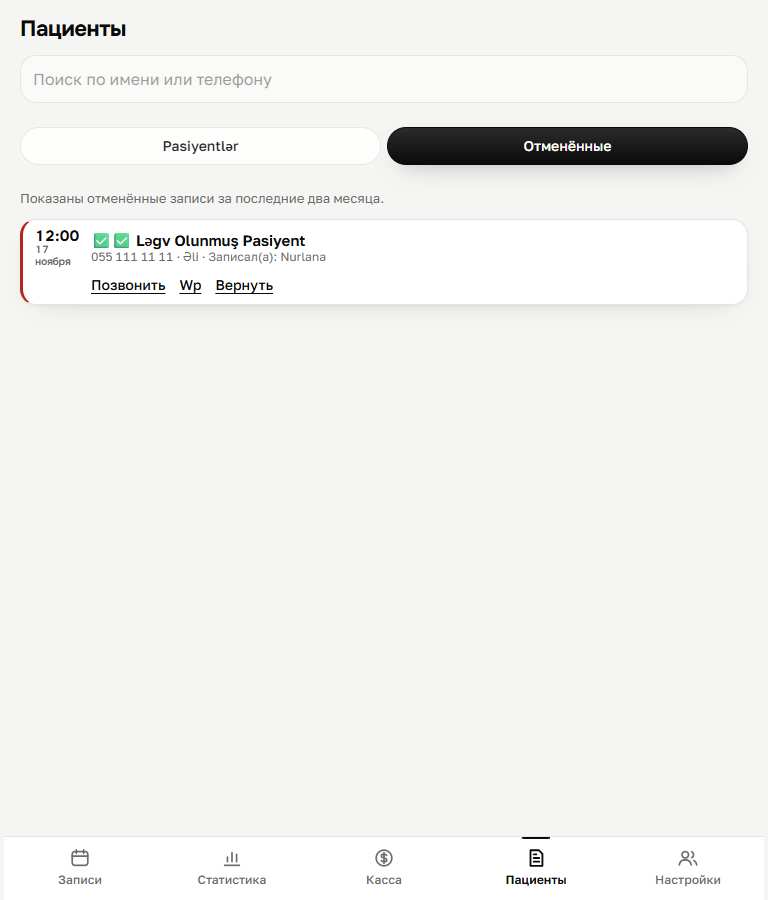 Пациенты
Поиск по имени или телефону
Pasiyentlər
Отменённые
Показаны отменённые записи за последние два месяца.
12:00
17
ноября
✅ ✅ Ləgv Olunmuş Pasiyent
055 111 11 11 · Əli · Записал(а): Nurlana
Позвонить Wp Вернуть
Записи
Статистика
Касса
Пациенты
Настройки